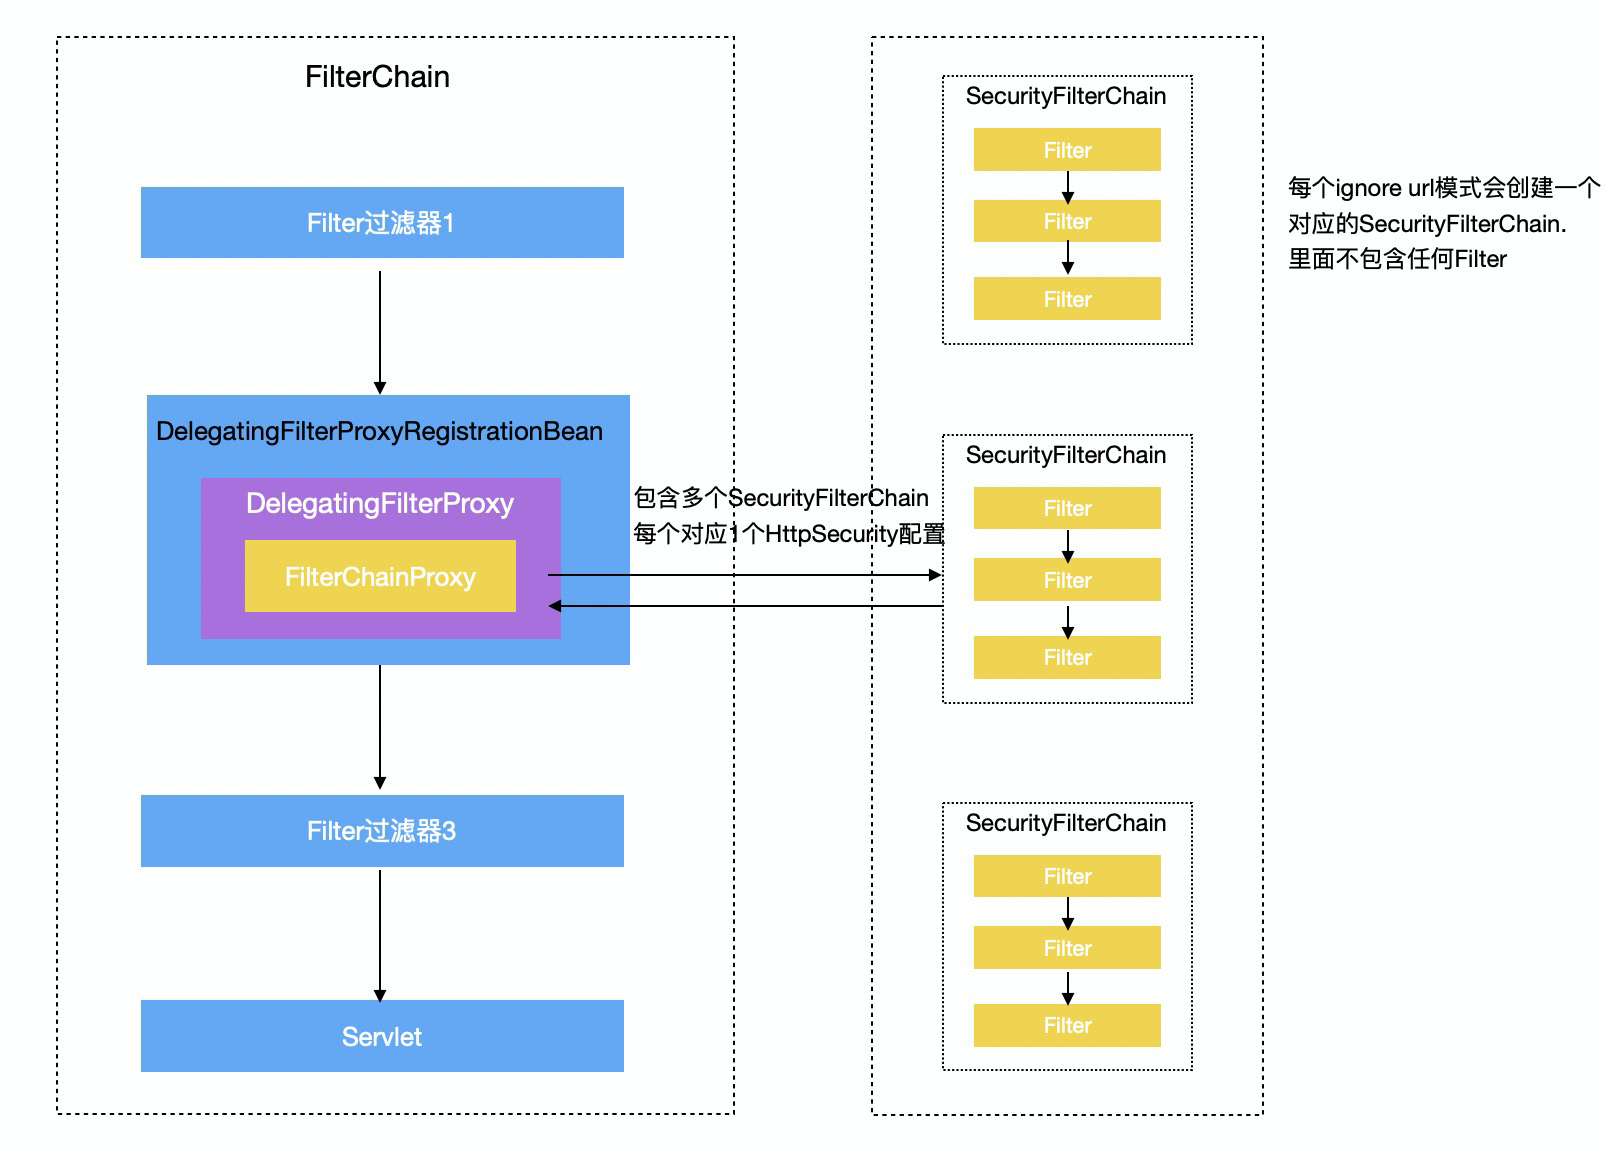 FilterChain
Filter过滤器1
DelegatingFilterProxyRegistrationBean
DelegatingFilterProxy
FilterChainProxy
包含多个SecurityFilterChain
每个对应1个HttpSecurity配置
Filter过滤器3
Servlet
SecurityFilterChain
Filter
Filter
Filter
SecurityFilterChain
Filter
Filter
Filter
SecurityFilterChain
Filter
Filter
Filter
每个ignore url模式会创建一个
对应的SecurityFilterChain.
里面不包含任何Filter